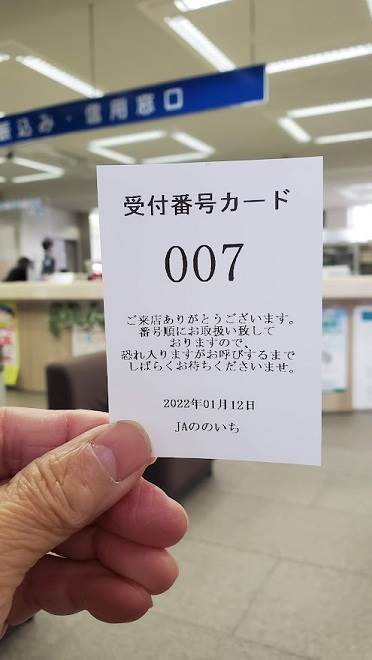 込み・信用窓口
受付番号カード
007
ご来店ありがとうございます。
番号順にお取扱い致して
おりますので、
恐れ入りますがお呼びするまで
しばらくお待ちくださいませ。
2022年01月12日
JAののいち